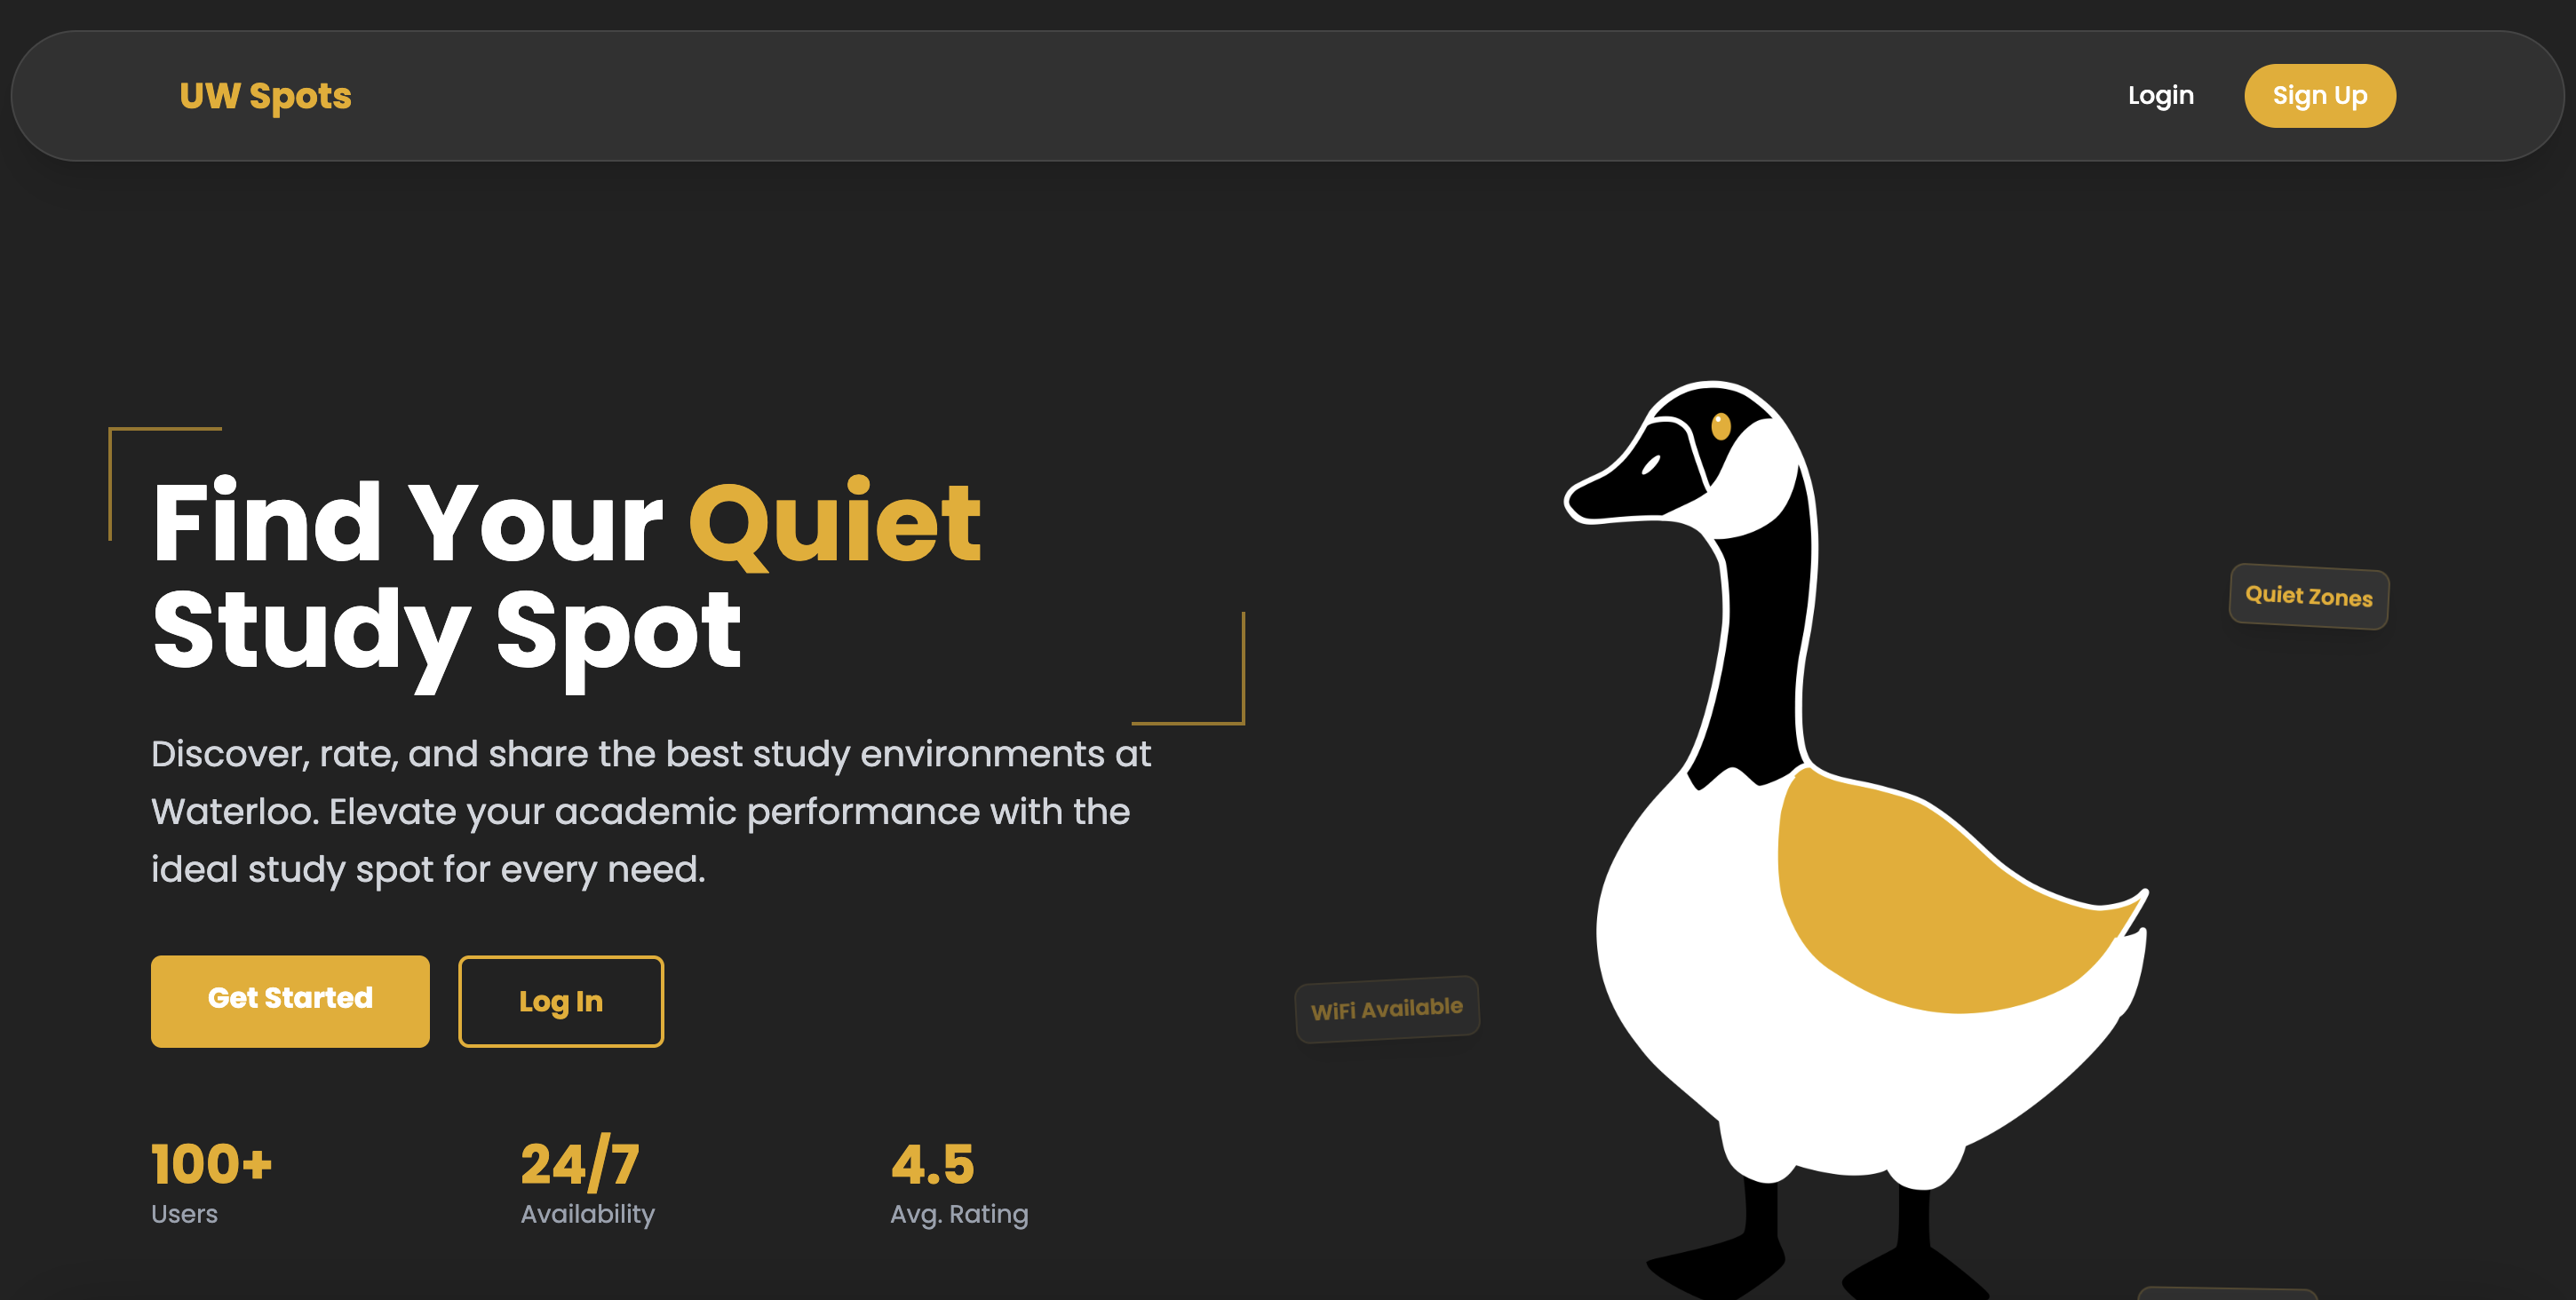 UW Spots
Login
Sign Up
Find Your Quiet
Study Spot
Discover, rate, and share the best study environments at
Waterloo. Elevate your academic performance with the
ideal study spot for every need.
Get Started
Log In
100+
Users
24/7
Availability
4.5
Avg. Rating
Quiet Zones
WiFi Available